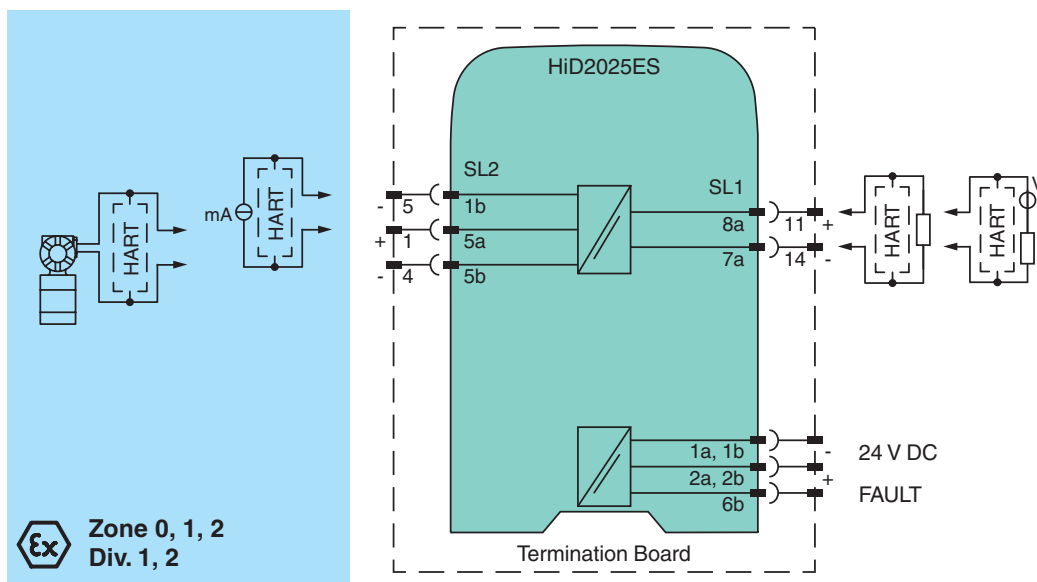 HiD2025ES
SL2
SL1
HART
mA
HART
- 5 1b
+ 1 5a
- 4 5b
8a 11 +
7a 14 -
HART
HART
V
1a, 1b -
24 V DC
2a, 2b +
6b
FAULT
Ex
Zone 0, 1, 2
Div. 1, 2
Termination Board